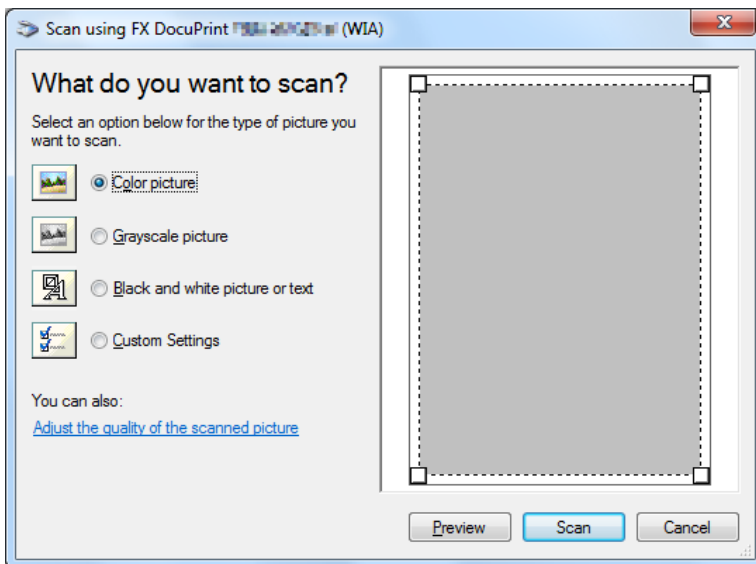 Scan using FX DocuPrint (WIA)
What do you want to scan?
Select an option below for the type of picture you
want to scan.
Color picture
Grayscale picture
Black and white picture or text
Custom Settings
You can also:
Adjust the quality of the scanned picture
Preview
Scan
Cancel